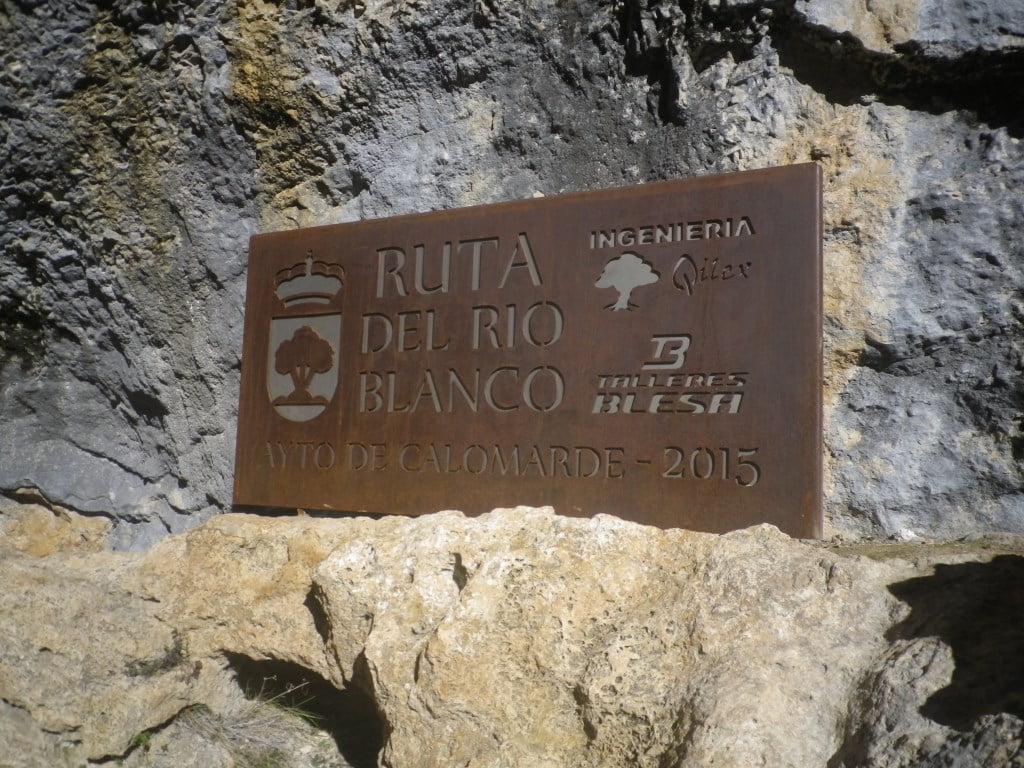 RUTA
DEL RIO
BLANCO
AYTO DE CALOMARDE - 2015
INGENIERIA
Qilex
B
TALLERES
BLESA